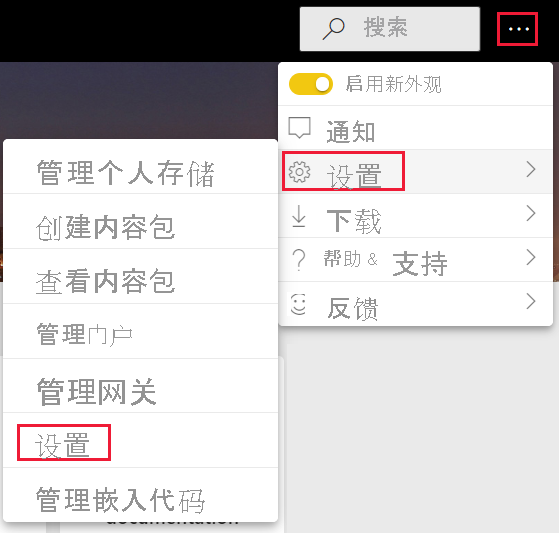 搜索
启用新外观
通知
设置
下载
帮助 & 支持
反馈
管理个人存储
创建内容包
查看内容包
管理门户
管理网关
设置
管理嵌入代码
documentation